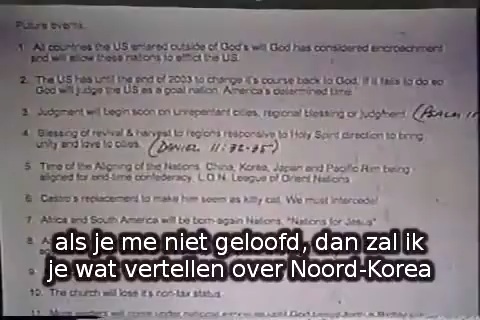 Future events:
1. All countries the US entered outside of God's will God has considered encroachment
and will allow these nations to afflict the US.
2. The US has until the end of 2003 to change it's course back to God. If it fails to do so
God will judge the US as a goat nation. America's determined time.
3. Judgment will begin soon on unrepentant cities, regional blessing or judgment. (PSALM 11
4. Blessing of revival & harvest to regions responsive to Holy Spirit direction to bring
unity and love to cities. (DANIEL 11:32-35)
5. Time of the Aligning of the Nations. China, Korea, Japan and Pacific Rim being
aligned for end-time confederacy. L.O.N. League of Orient Nations
6. Castro's replacement to make him seem as kitty cat. We must intercede!
7. Africa and South America will be born-again Nations. "Nations for Jesus"
8.
als je me niet geloofd, dan zal ik
je wat vertellen over Noord-Korea
9.
10. The church will lose it's non-tax status.
11.